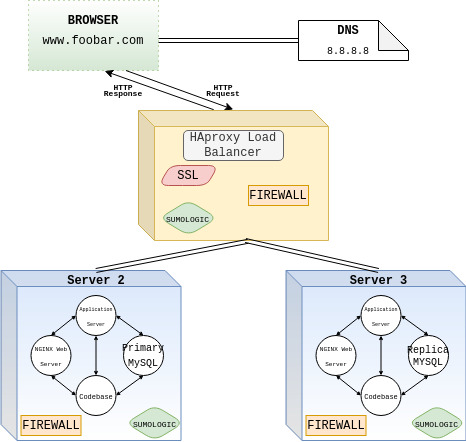 BROWSER
www.foobar.com
DNS
8.8.8.8
HTTP
Response
HTTP
Request
HAproxy Load
Balancer
SSL
FIREWALL
SUMOLOGIC
Server 2
Application
Server
NGINX Web
Server
Primary
MySQL
Codebase
FIREWALL
SUMOLOGIC
Server 3
Application
Server
NGINX Web
Server
Replica
MYSQL
Codebase
FIREWALL
SUMOLOGIC